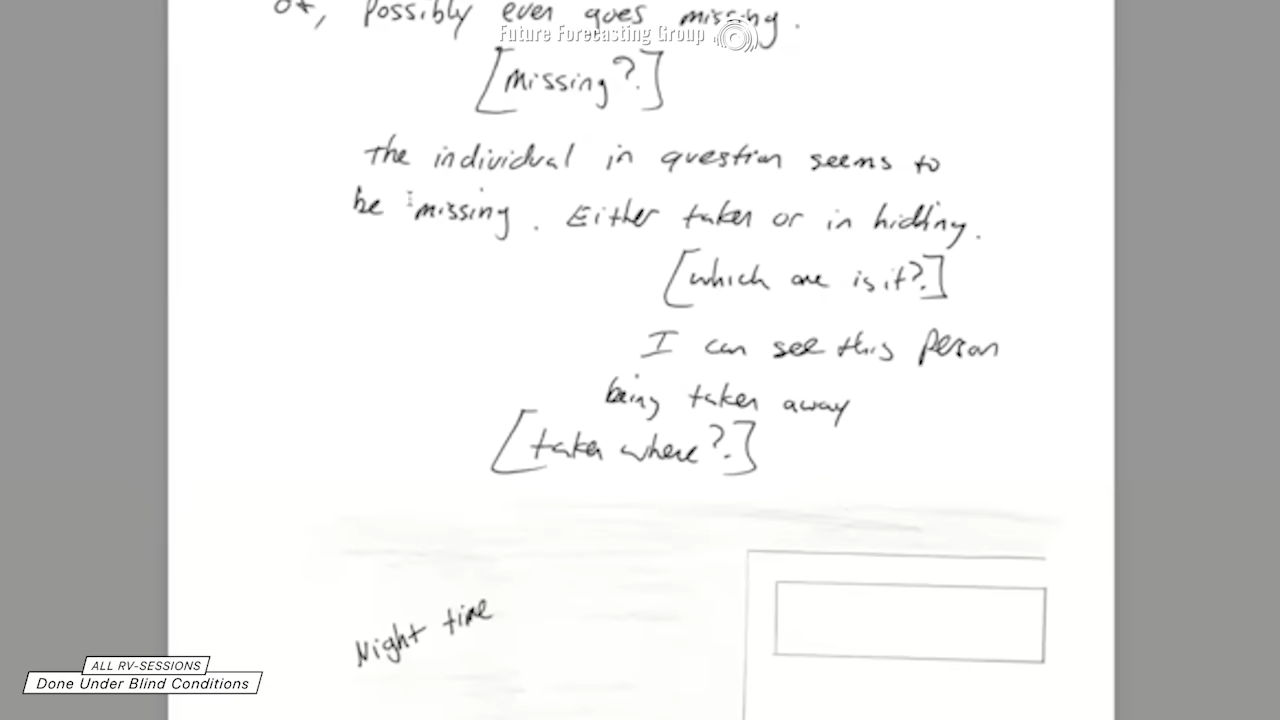 of, Possibly even goes missing.
Future Forecasting Group
[missing?.]
the individual in question seems to
be missing. Either taken or in hidiny.
[which one is it?.]
I can see this person
being taken away
[taken where?.]
Night time
ALL RV-SESSIONS
Done Under Blind Conditions